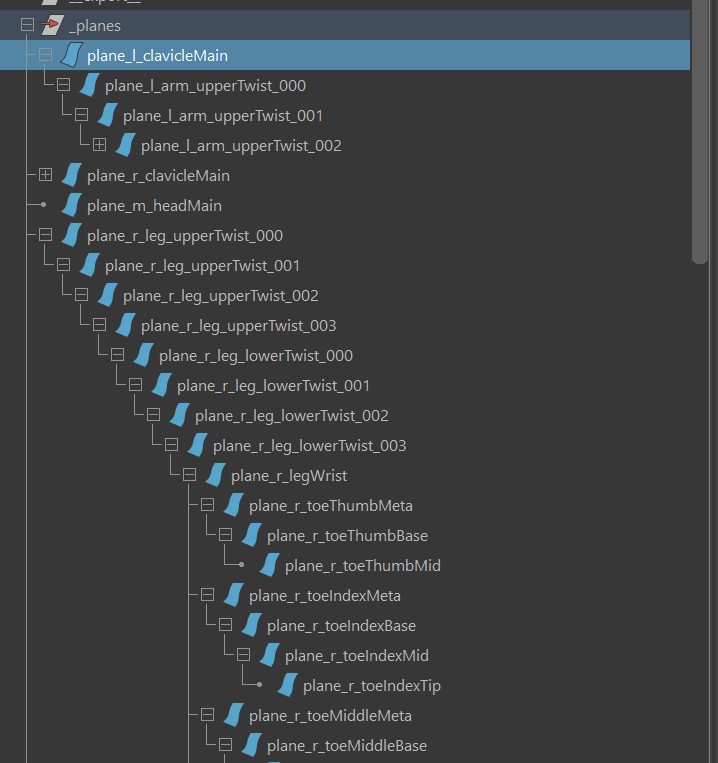 _planes
plane_l_clavicleMain
plane_l_arm_upperTwist_000
plane_l_arm_upperTwist_001
plane_l_arm_upperTwist_002
plane_r_clavicleMain
plane_m_headMain
plane_r_leg_upperTwist_000
plane_r_leg_upperTwist_001
plane_r_leg_upperTwist_002
plane_r_leg_upperTwist_003
plane_r_leg_lowerTwist_000
plane_r_leg_lowerTwist_001
plane_r_leg_lowerTwist_002
plane_r_leg_lowerTwist_003
plane_r_legWrist
plane_r_toeThumbMeta
plane_r_toeThumbBase
plane_r_toeThumbMid
plane_r_toeIndexMeta
plane_r_toeIndexBase
plane_r_toeIndexMid
plane_r_toeIndexTip
plane_r_toeMiddleMeta
plane_r_toeMiddleBase